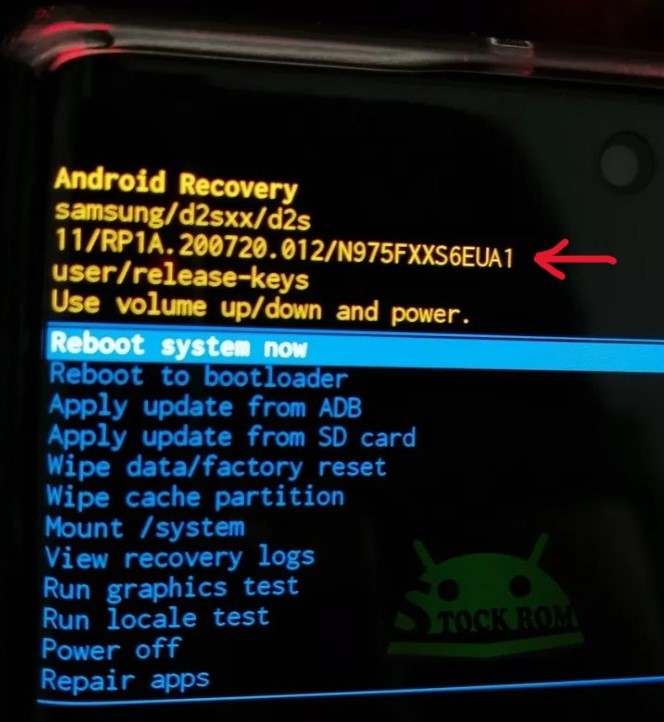 Android Recovery
samsung/d2sxx/d2s
11/RP1A.200720.012/N975FXXS6EUA1
user/release-keys
Use volume up/down and power.
Reboot system now
Reboot to bootloader
Apply update from ADB
Apply update from SD card
Wipe data/factory reset
Wipe cache partition
Mount /system
View recovery logs
Run graphics test
Run locale test
Power off
Repair apps
STOCK ROM